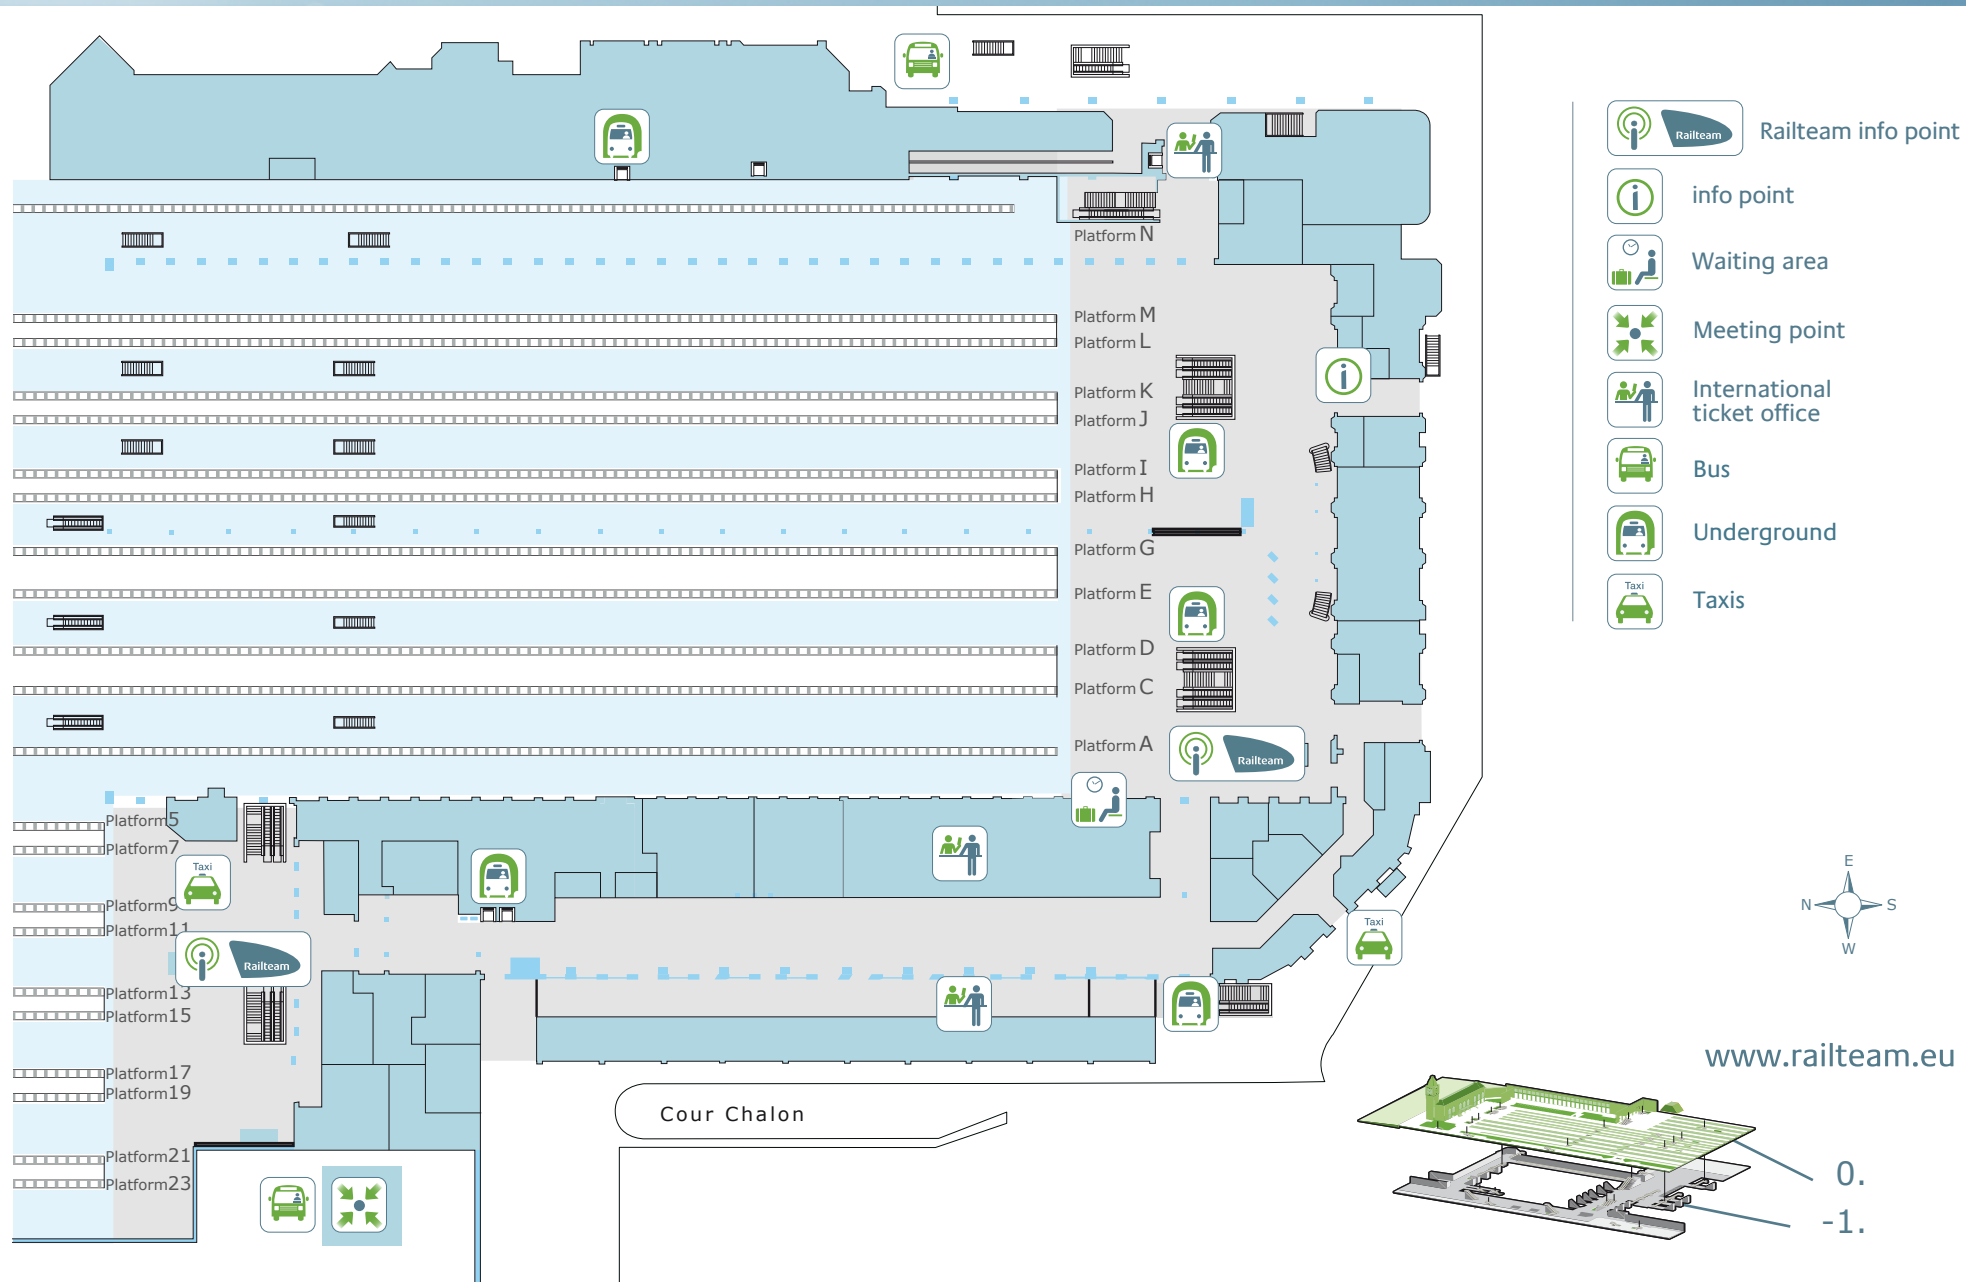 Railteam
Railteam info point
i
info point
Waiting area
Meeting point
International
ticket office
Bus
Underground
Taxi
Taxis
Platform N
Platform M
Platform L
Platform K
Platform J
i
Platform I
Platform H
Platform G
Platform E
Platform D
Platform C
Platform A
Railteam
Platform5
Platform7
Taxi
Platform9
Platform11
Railteam
Taxi
Platform13
Platform15
Platform17
Platform19
Platform21
Platform23
Cour Chalon
E
N
S
W
www.railteam.eu
0.
-1.